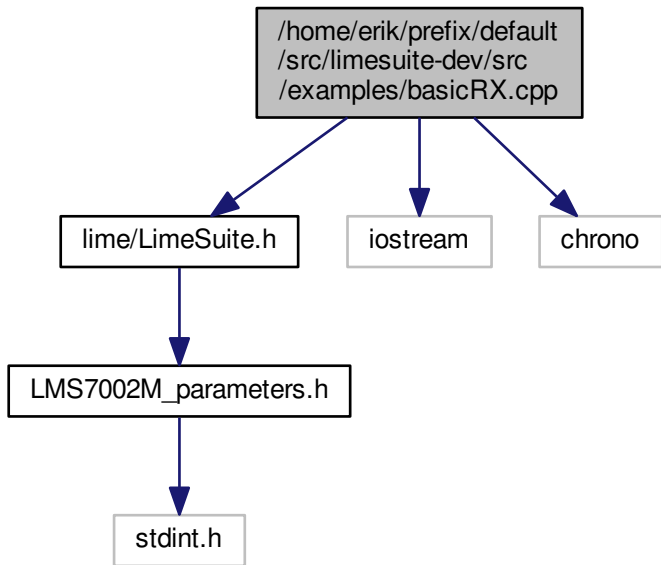 /home/erik/prefix/default
/src/limesuite-dev/src
/examples/basicRX.cpp
lime/LimeSuite.h
iostream
chrono
LMS7002M_parameters.h
stdint.h